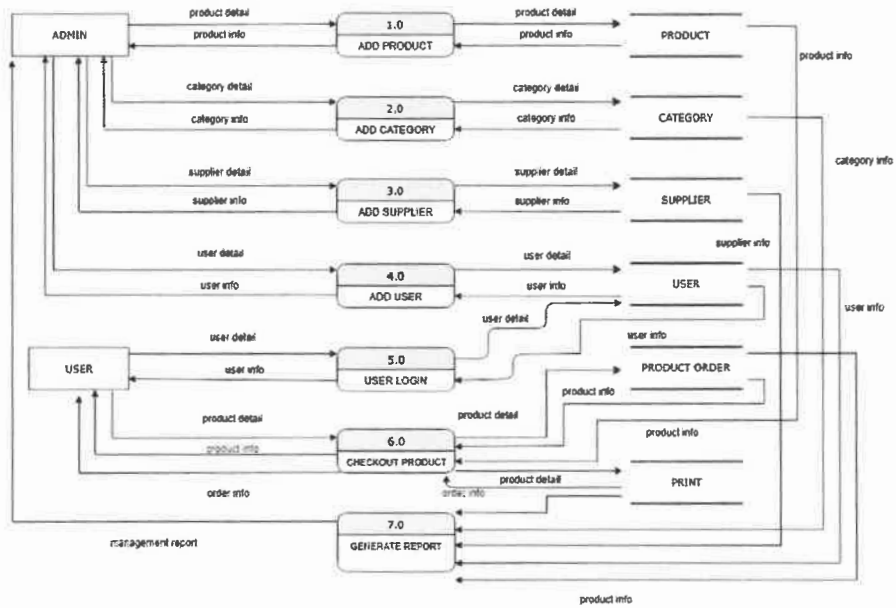 product detail
product detail
1.0
ADMIN
product info
product info
PRODUCT
ADD PRODUCT
product info
category detail
category detail
2.0
category info
category info
CATEGORY
ADD CATEGORY
category info
supplier detail
supplier detail
3.0
supplier info
supplier info
SUPPLIER
ADD SUPPLIER
supplier info
user detail
user detail
4.0
user info
user info
USER
ADD USER
user info
user detail
user detail
user info
5.0
USER
user info
PRODUCT ORDER
USER LOGIN
product info
product detail
product detail
product info
6.0
product info
CHECKOUT PRODUCT
product detail
PRINT
order info
order info
7.0
management report
GENERATE REPORT
product info